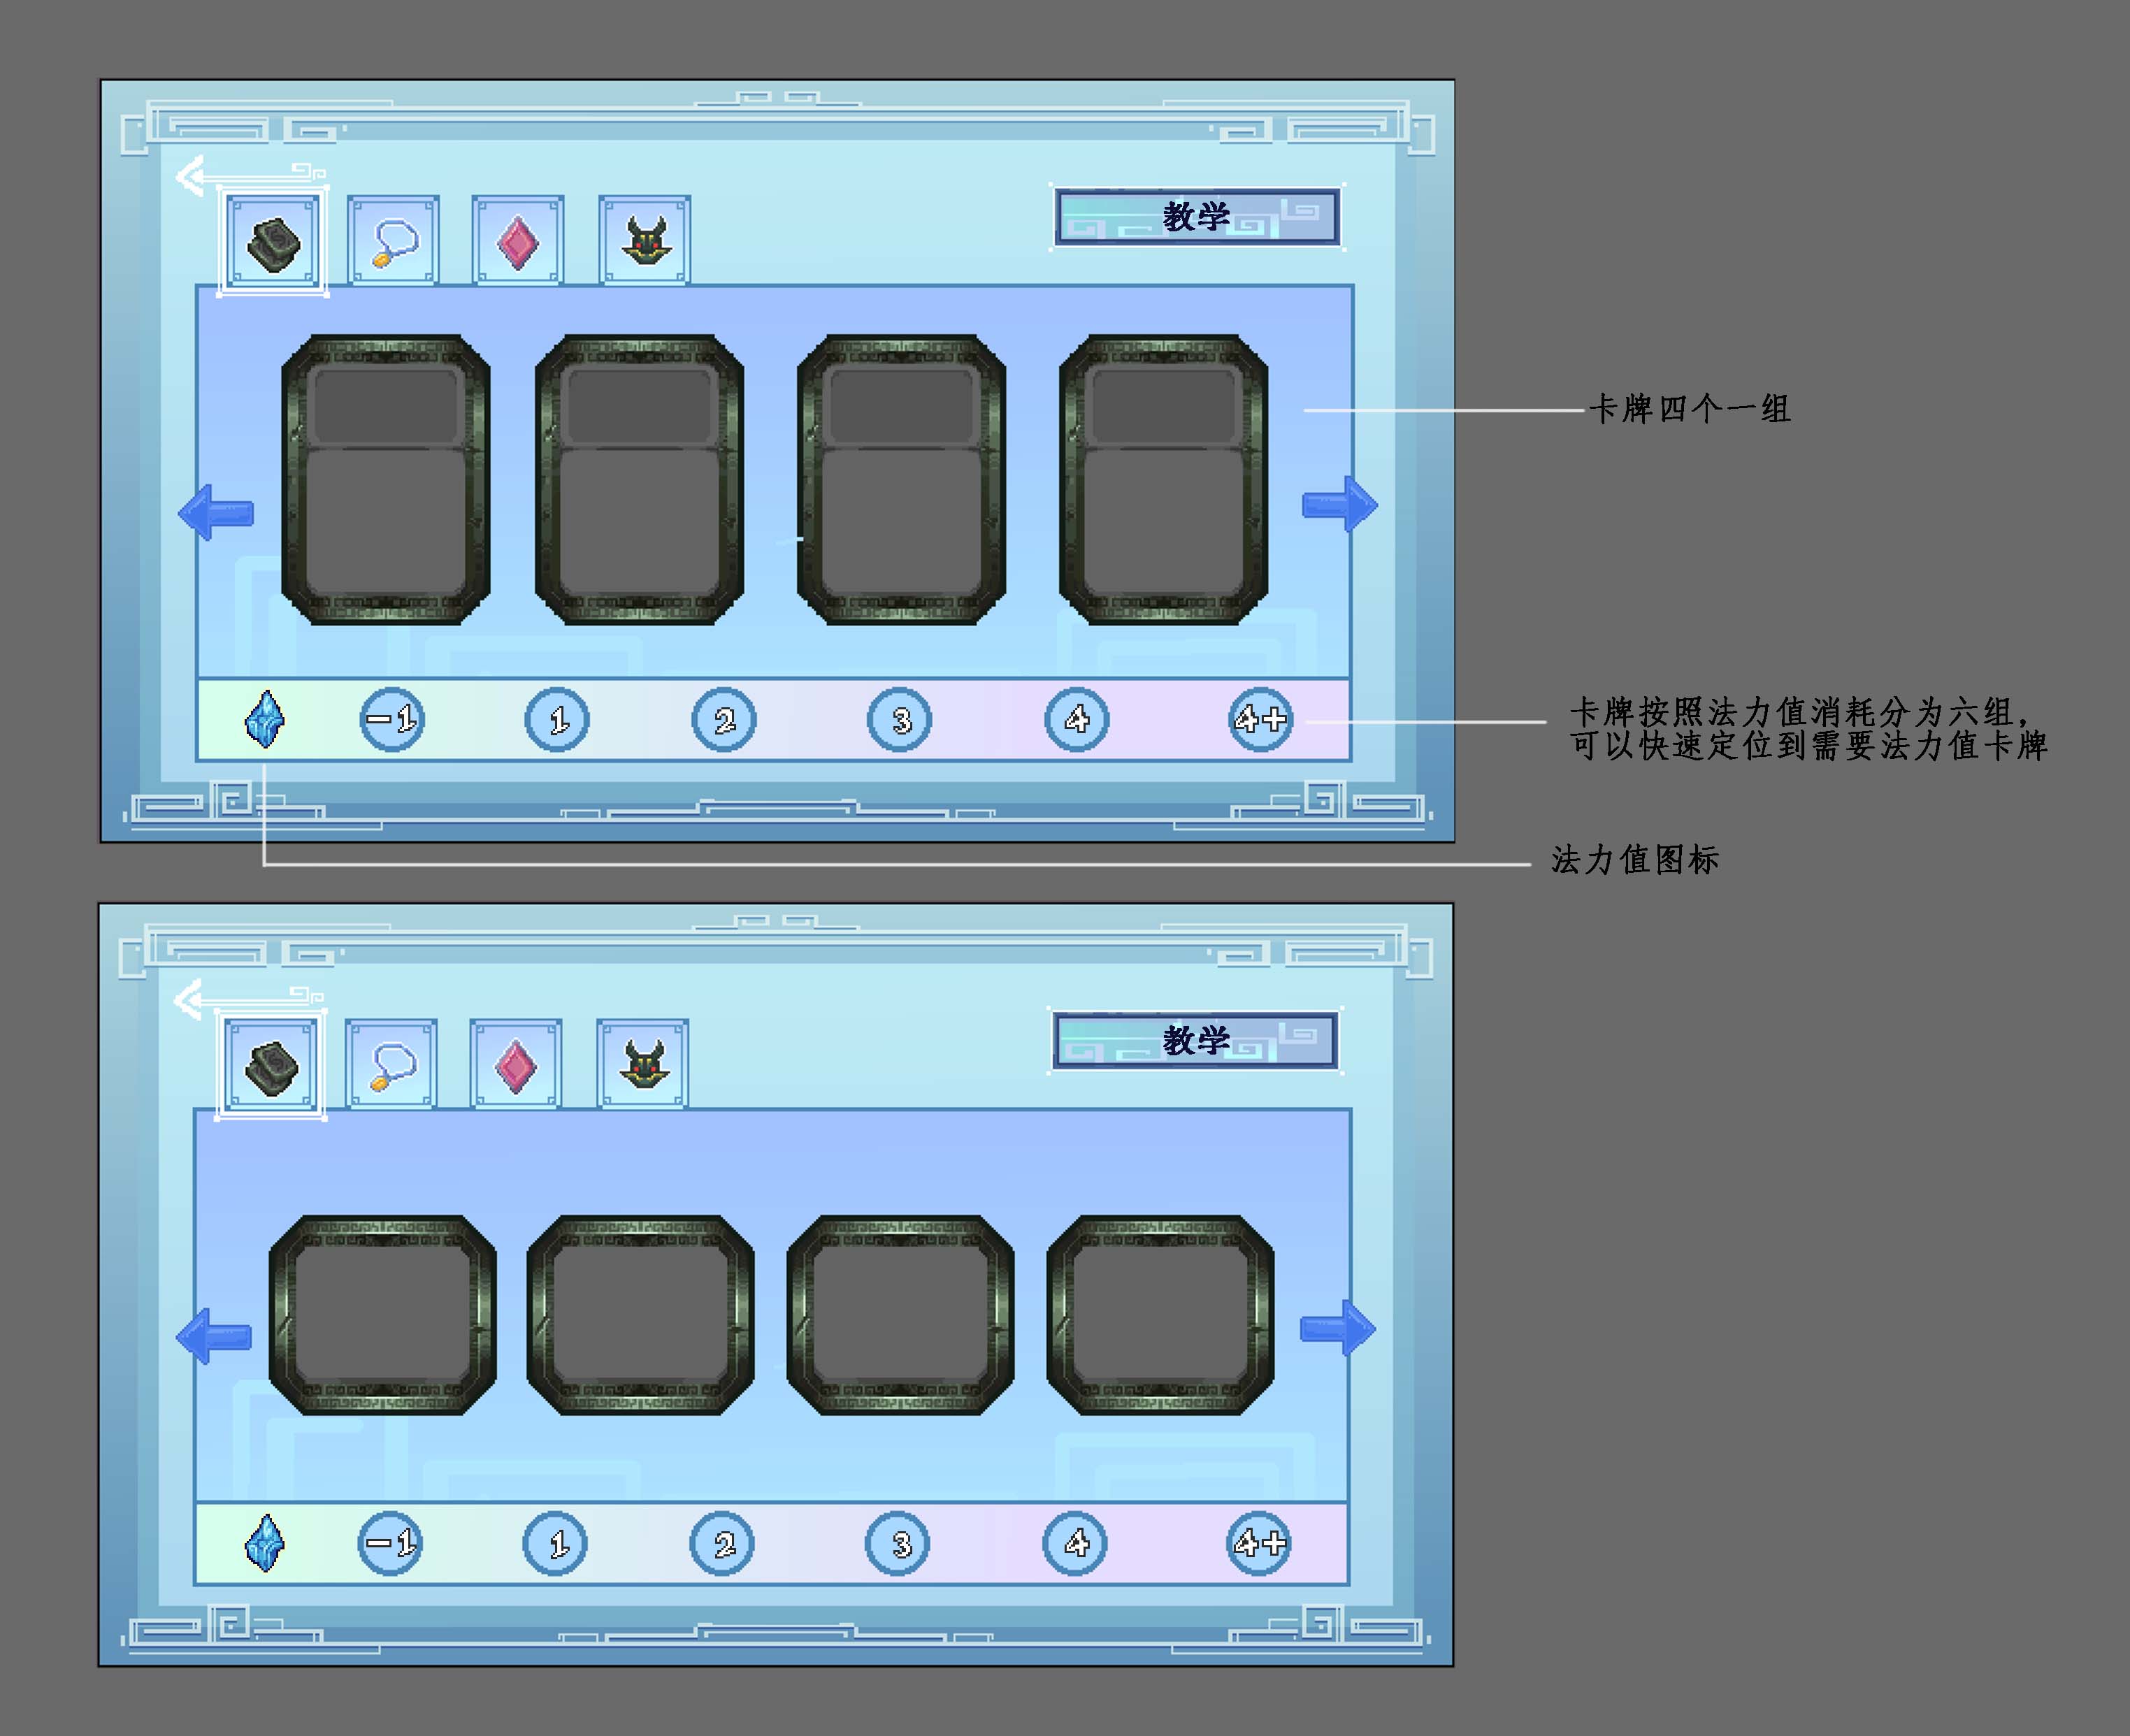 教学
卡牌四个一组
-1 1 2 3 4 4+
卡牌按照法力值消耗分为六组，
可以快速定位到需要法力值卡牌
法力值图标
教学
-1 1 2 3 4 4+